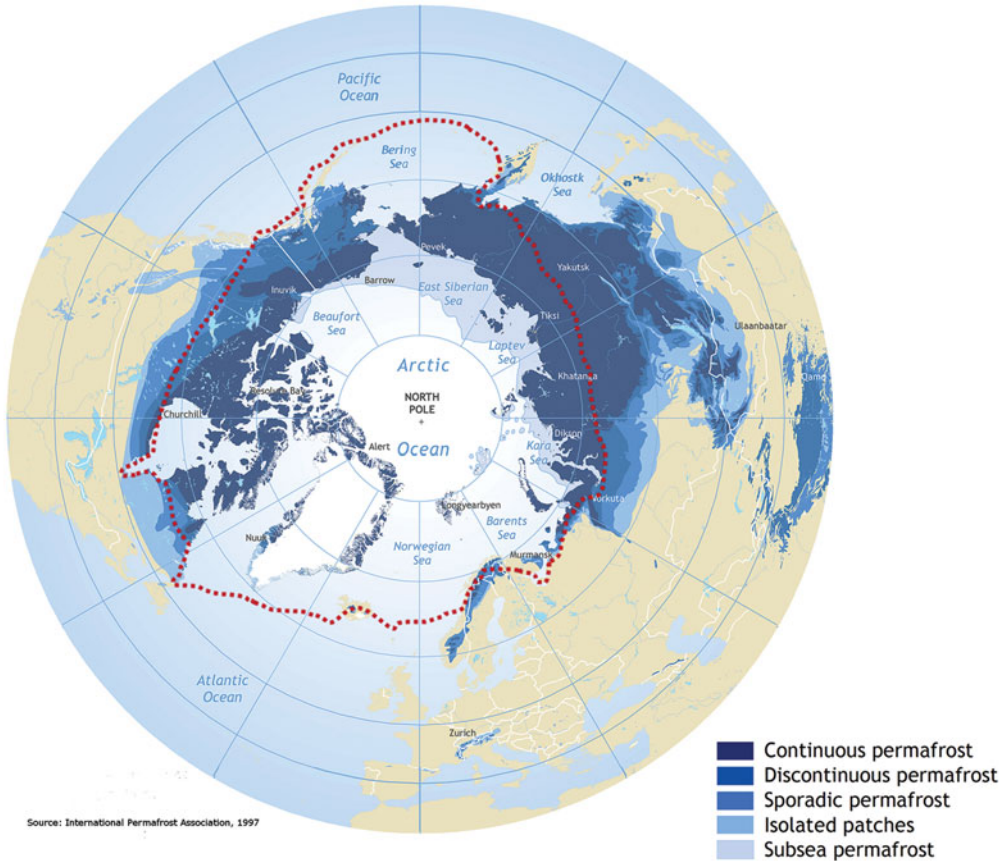 Pacific
Ocean
Bering
Sea
Okhostk
Sea
Pevek
Yakutsk
Barrow
East Siberian
Sea
Inuvik
Beaufort
Sea
Tiksi
Ulaanbaatar
Laptev
Sea
Arctic
Khatanga
Resolute Bay
NORTH
POLE
+
Churchill
Dikson
Alert
Ocean
Kara
Sea
Vorkuta
Longyearbyen
Barents
Sea
Nuuk
Norwegian
Sea
Murmansk
Atlantic
Ocean
Zurich
Continuous permafrost
Discontinuous permafrost
Sporadic permafrost
Isolated patches
Subsea permafrost
Source: International Permafrost Association, 1997